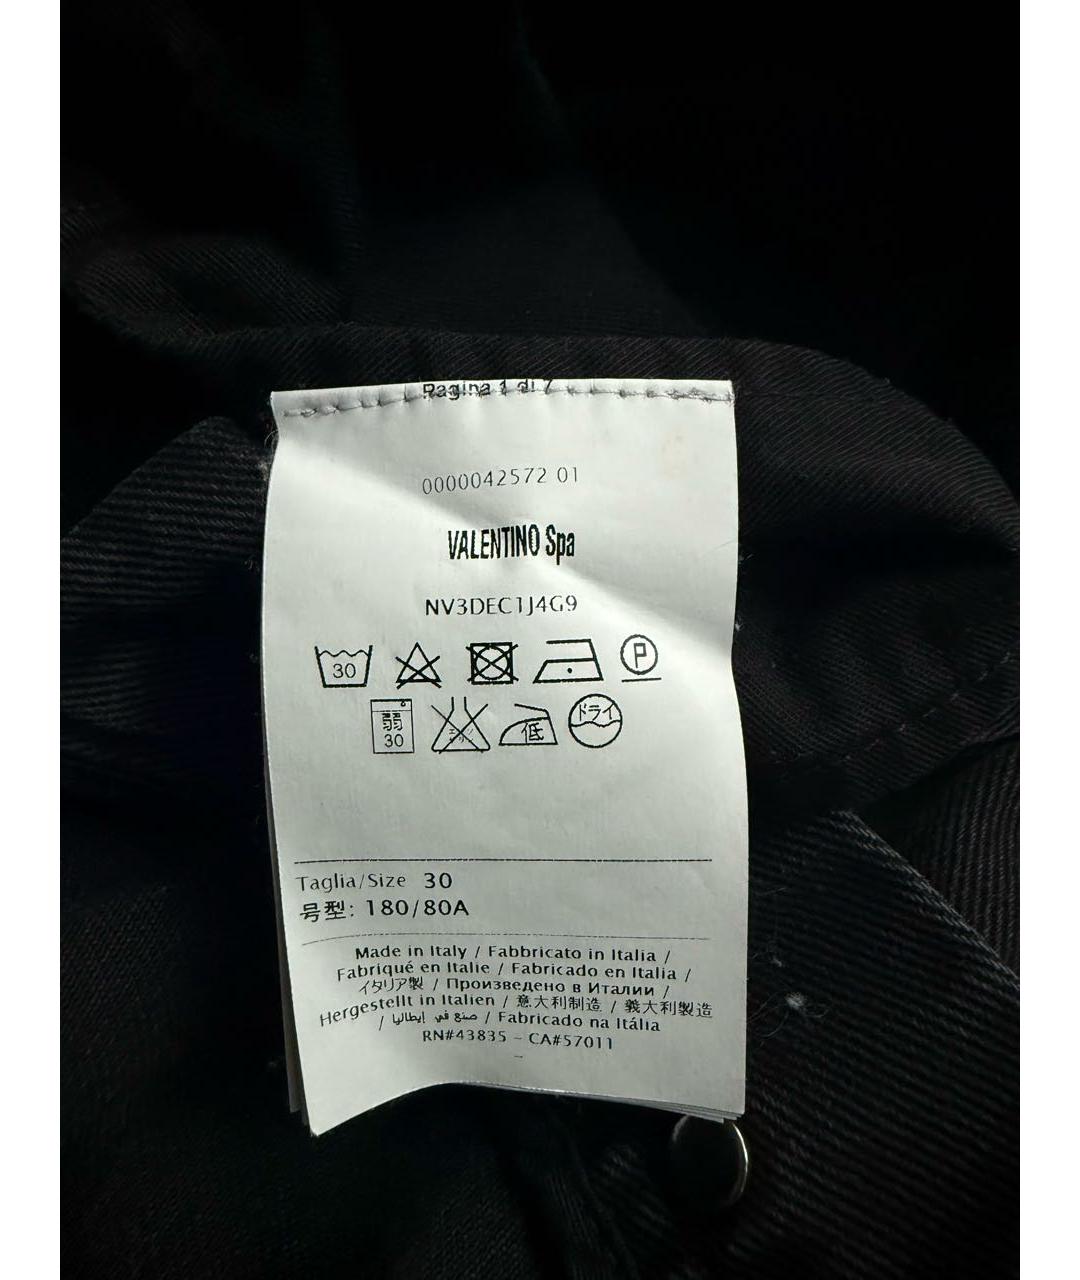 Pagina 1 di 7
0000042572 01
VALENTINO Spa
NV3DEC1J4G9
30 P
弱 30 低 ドライ
Taglia/Size 30
号型: 180/80A
Made in Italy / Fabbricato in Italia /
Fabriqué en Italie / Fabricado en Italia /
イタリア製 / Произведено в Италии /
Hergestellt in Italien / 意大利制造 / 義大利製造
/ صنع في إيطاليا / Fabricado na Itália
RN#43835 - CA#57011